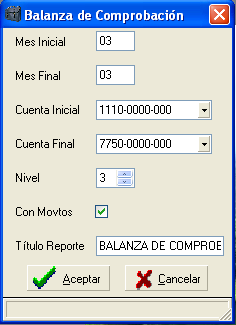 Balanza de Comprobación
Mes Inicial 03
Mes Final 03
Cuenta Inicial 1110-0000-000
Cuenta Final 7750-0000-000
Nivel 3
Con Movtos
Título Reporte BALANZA DE COMPROE
Aceptar Cancelar